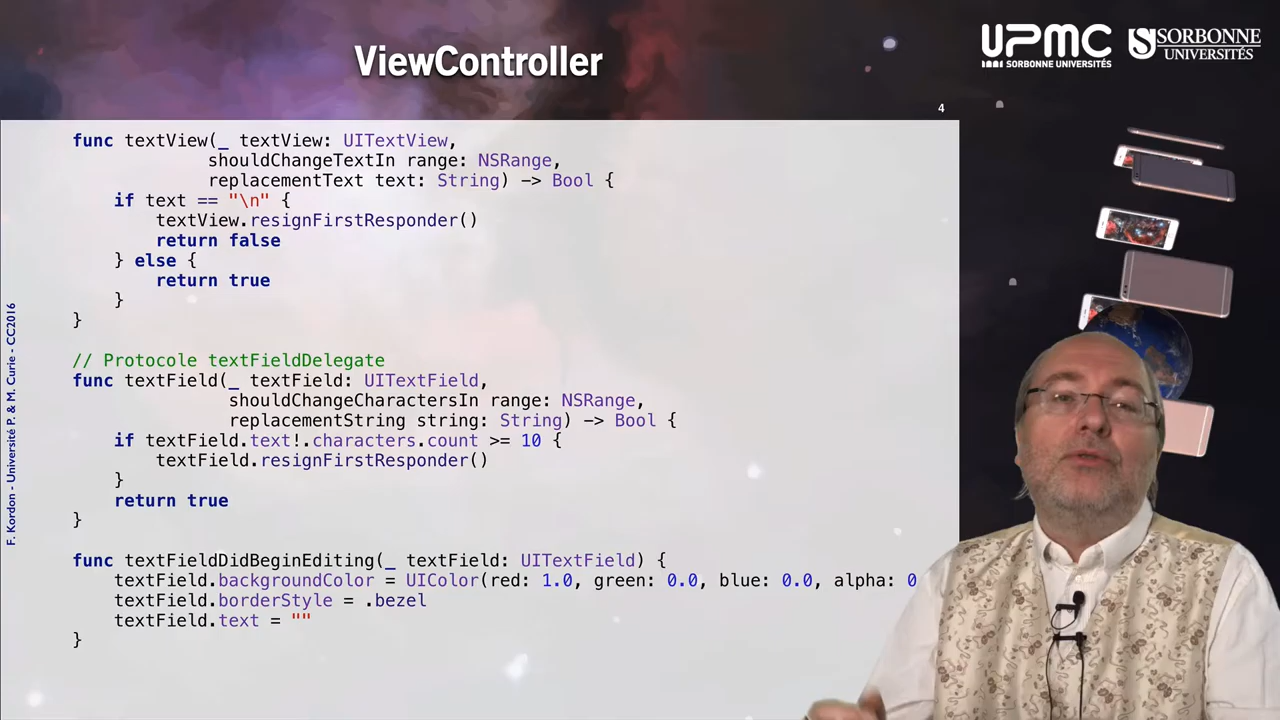 ViewController
UPMC
SORBONNE UNIVERSITÉS
SORBONNE
UNIVERSITÉS
4
func textView(_ textView: UITextView,
shouldChangeTextIn range: NSRange,
replacementText text: String) -> Bool {
if text == "\n" {
textView.resignFirstResponder()
return false
} else {
return true
}
}
// Protocole textFieldDelegate
func textField(_ textField: UITextField,
shouldChangeCharactersIn range: NSRange,
replacementString string: String) -> Bool {
if textField.text!.characters.count >= 10 {
textField.resignFirstResponder()
}
return true
}
func textFieldDidBeginEditing(_ textField: UITextField) {
textField.backgroundColor = UIColor(red: 1.0, green: 0.0, blue: 0.0, alpha: 0
textField.borderStyle = .bezel
textField.text = ""
}
F. Kordon - Université P. & M. Curie - CC2016